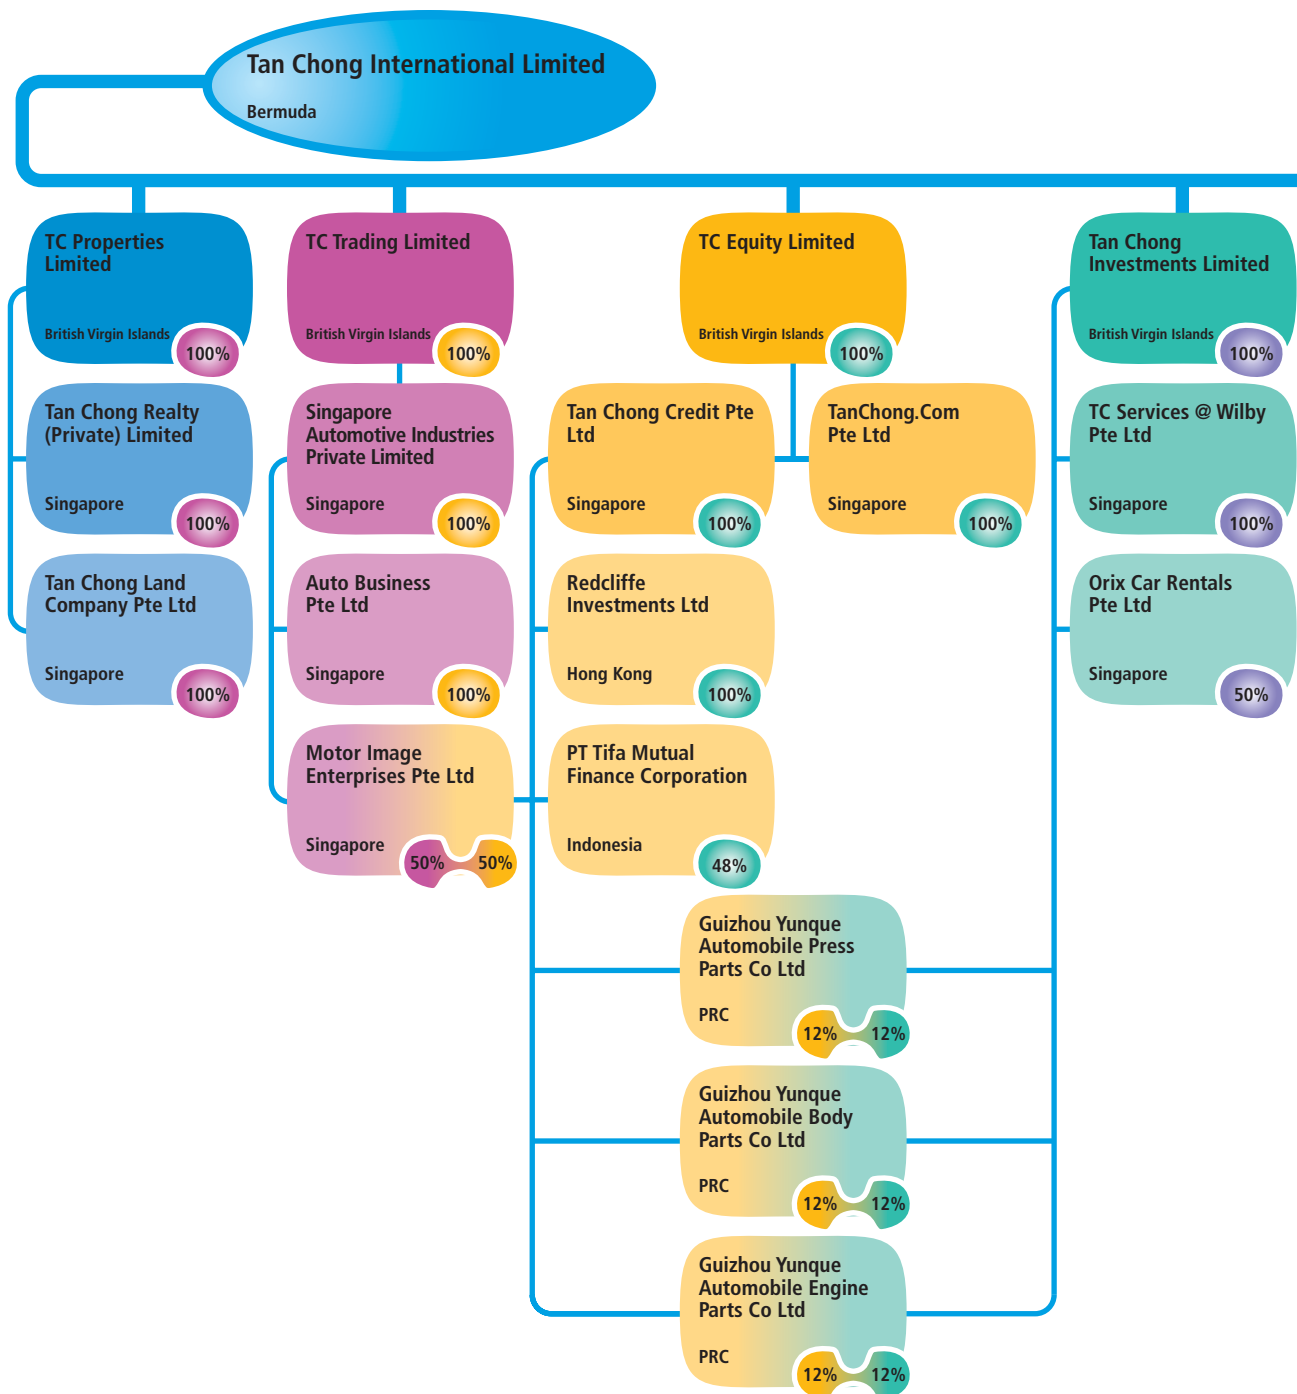 Tan Chong International Limited
Bermuda
TC Properties
Limited
British Virgin Islands
100%
TC Trading Limited
British Virgin Islands
100%
TC Equity Limited
British Virgin Islands
100%
Tan Chong
Investments Limited
British Virgin Islands
100%
Tan Chong Realty
(Private) Limited
Singapore
100%
Singapore
Automotive Industries
Private Limited
Singapore
100%
Tan Chong Credit Pte
Ltd
Singapore
100%
TanChong.Com
Pte Ltd
Singapore
100%
TC Services @ Wilby
Pte Ltd
Singapore
100%
Tan Chong Land
Company Pte Ltd
Singapore
100%
Auto Business
Pte Ltd
Singapore
100%
Redcliffe
Investments Ltd
Hong Kong
100%
Orix Car Rentals
Pte Ltd
Singapore
50%
Motor Image
Enterprises Pte Ltd
Singapore
50% 50%
PT Tifa Mutual
Finance Corporation
Indonesia
48%
Guizhou Yunque
Automobile Press
Parts Co Ltd
PRC
12% 12%
Guizhou Yunque
Automobile Body
Parts Co Ltd
PRC
12% 12%
Guizhou Yunque
Automobile Engine
Parts Co Ltd
PRC
12% 12%